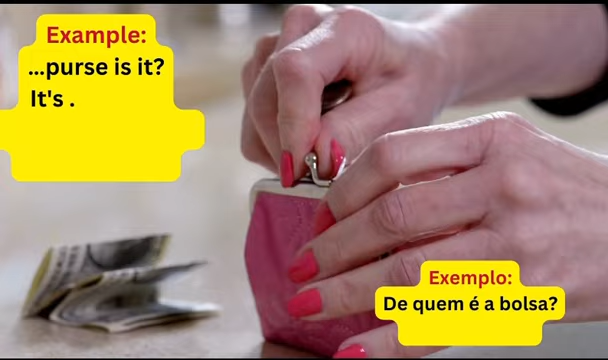 Example:
...purse is it?
It's .
Exemplo:
De quem é a bolsa?